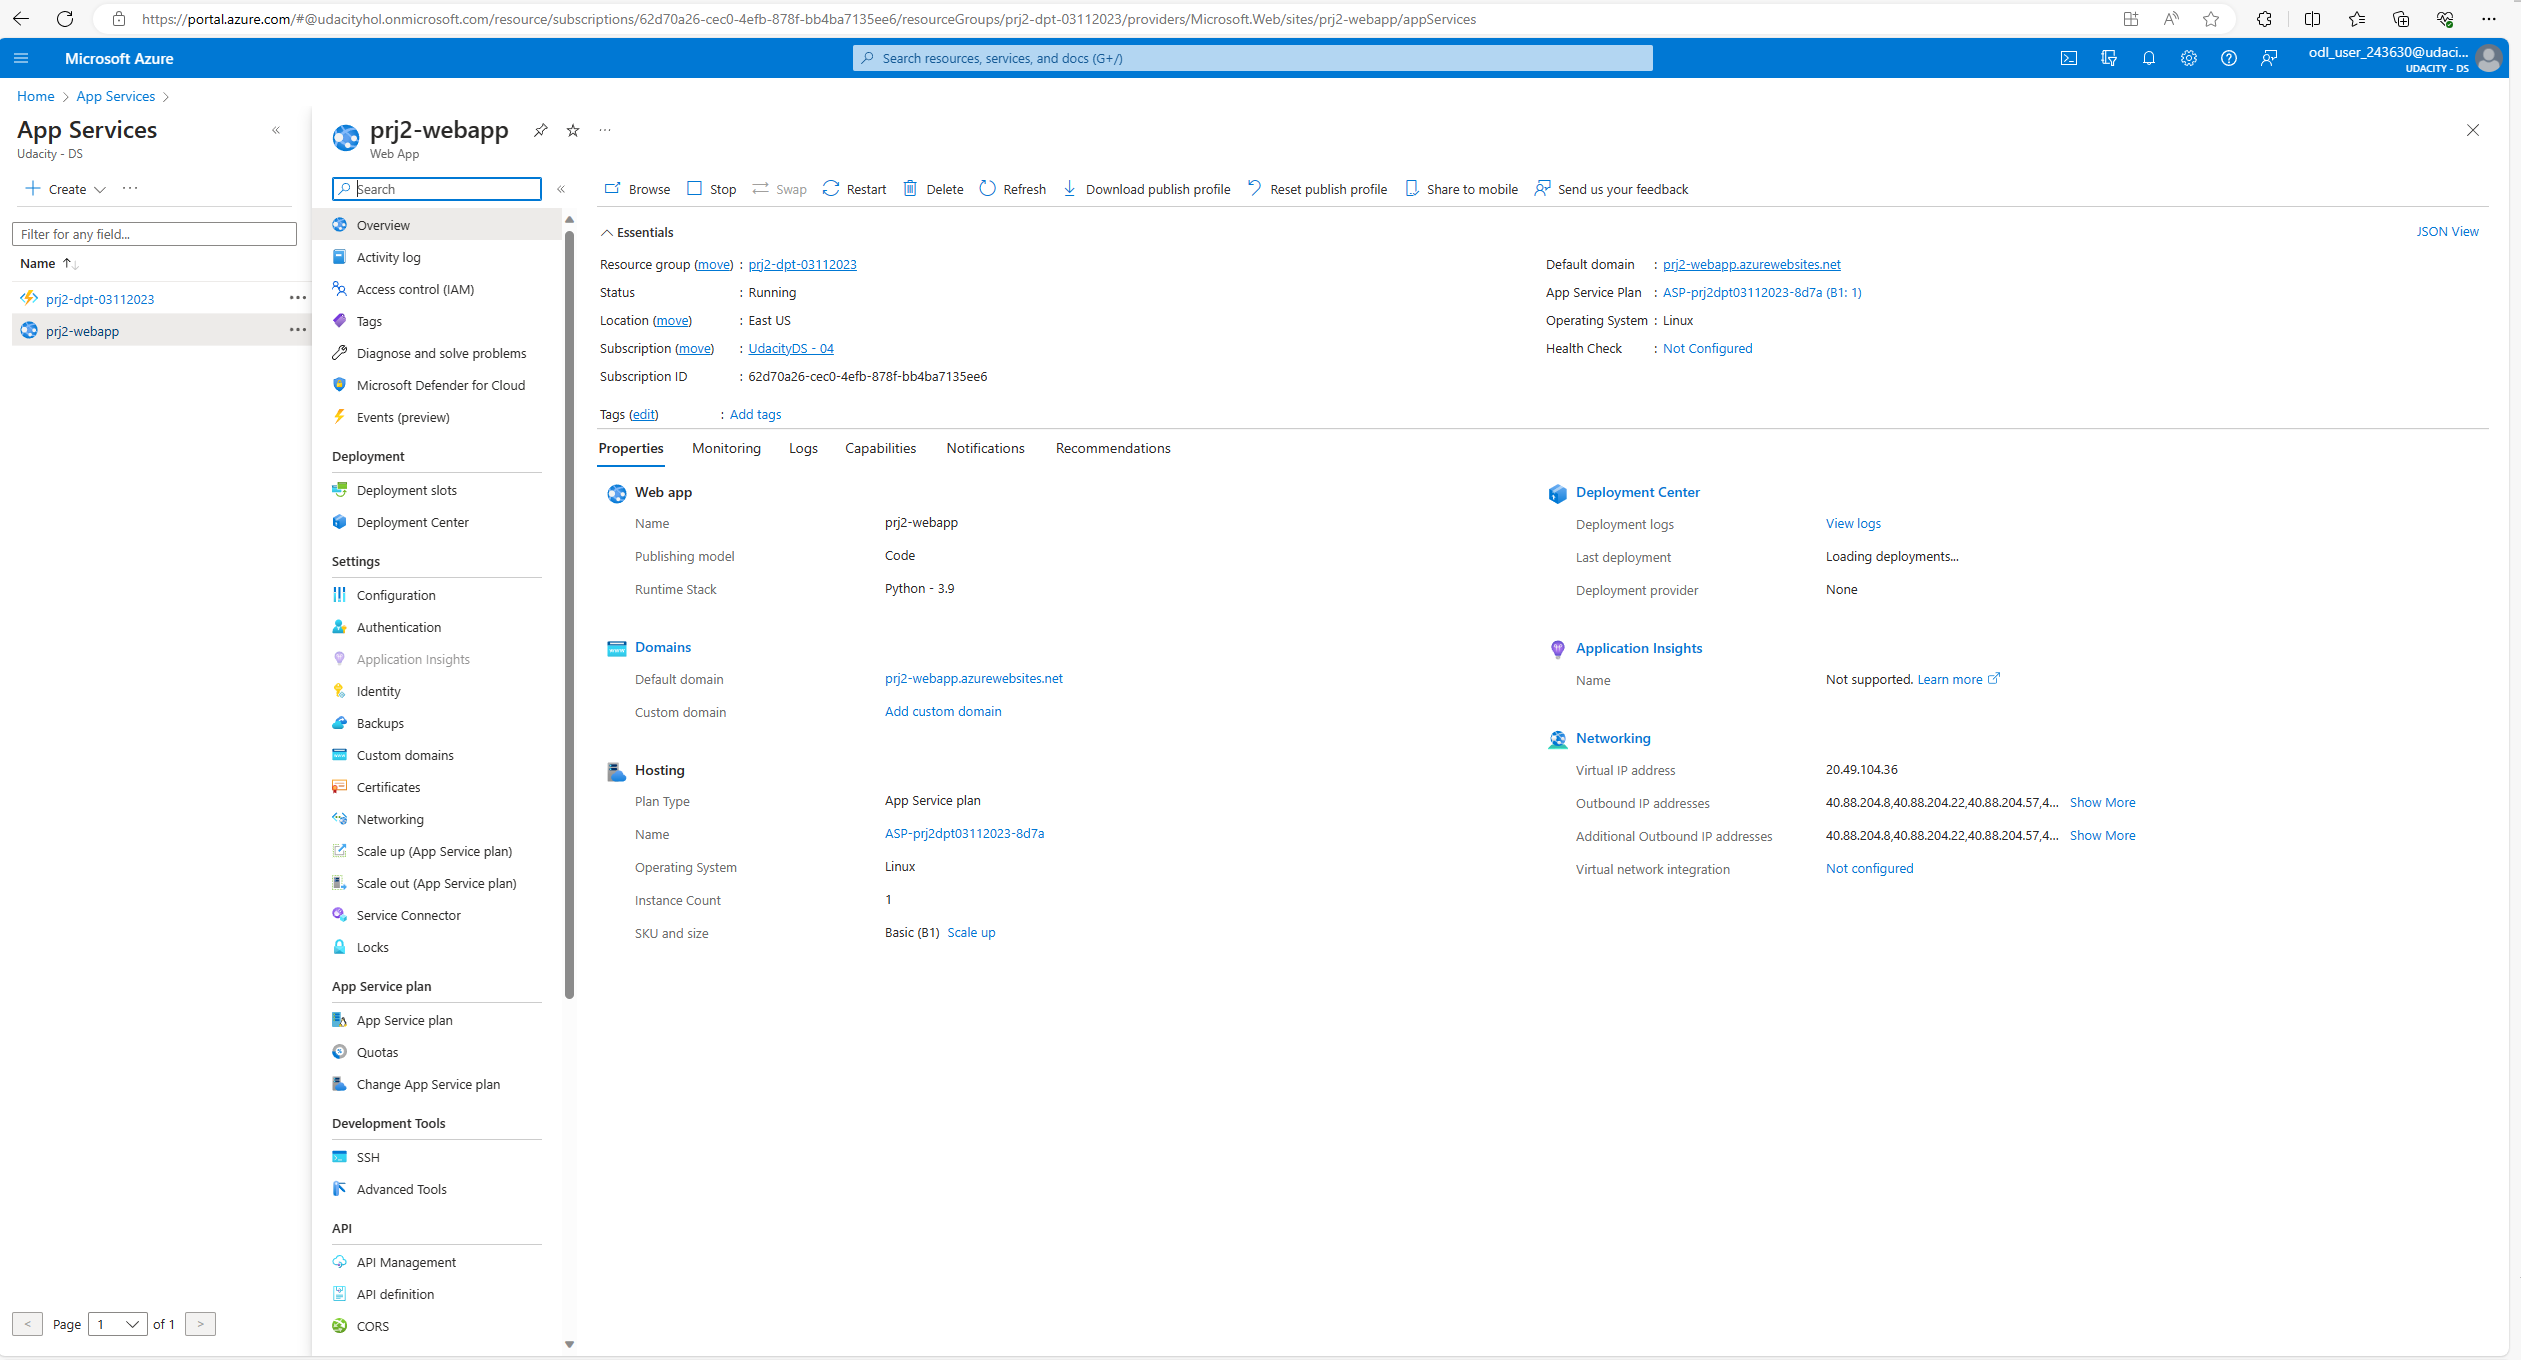 https://portal.azure.com/#@udacityhol.onmicrosoft.com/resource/subscriptions/62d70a26-cec0-4efb-878f-bb4ba7135ee6/resourceGroups/prj2-dpt-03112023/providers/Microsoft.Web/sites/prj2-webapp/appServices
Microsoft Azure
Search resources, services, and docs (G+/)
odl_user_243630@udaci...
UDACITY - DS
Home > App Services >
App Services
Udacity - DS
Create
Filter for any field...
Name
prj2-dpt-03112023
prj2-webapp
Page 1 of 1
prj2-webapp
Web App
Search
Overview
Activity log
Access control (IAM)
Tags
Diagnose and solve problems
Microsoft Defender for Cloud
Events (preview)
Deployment
Deployment slots
Deployment Center
Settings
Configuration
Authentication
Application Insights
Identity
Backups
Custom domains
Certificates
Networking
Scale up (App Service plan)
Scale out (App Service plan)
Service Connector
Locks
App Service plan
App Service plan
Quotas
Change App Service plan
Development Tools
SSH
Advanced Tools
API
API Management
API definition
CORS
Browse Stop Swap Restart Delete Refresh Download publish profile Reset publish profile Share to mobile Send us your feedback
Essentials
JSON View
Resource group (move) : prj2-dpt-03112023
Status : Running
Location (move) : East US
Subscription (move) : UdacityDS - 04
Subscription ID : 62d70a26-cec0-4efb-878f-bb4ba7135ee6
Default domain : prj2-webapp.azurewebsites.net
App Service Plan : ASP-prj2dpt03112023-8d7a (B1: 1)
Operating System : Linux
Health Check : Not Configured
Tags (edit) : Add tags
Properties Monitoring Logs Capabilities Notifications Recommendations
Web app
Name prj2-webapp
Publishing model Code
Runtime Stack Python - 3.9
Domains
Default domain prj2-webapp.azurewebsites.net
Custom domain Add custom domain
Hosting
Plan Type App Service plan
Name ASP-prj2dpt03112023-8d7a
Operating System Linux
Instance Count 1
SKU and size Basic (B1) Scale up
Deployment Center
Deployment logs View logs
Last deployment Loading deployments...
Deployment provider None
Application Insights
Name Not supported. Learn more
Networking
Virtual IP address 20.49.104.36
Outbound IP addresses 40.88.204.8,40.88.204.22,40.88.204.57,4... Show More
Additional Outbound IP addresses 40.88.204.8,40.88.204.22,40.88.204.57,4... Show More
Virtual network integration Not configured